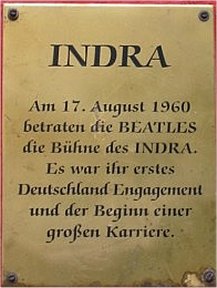 INDRA
Am 17. August 1960
betraten die BEATLES
die Bühne des INDRA.
Es war ihr erstes
Deutschland Engagement
und der Beginn einer
großen Karriere.